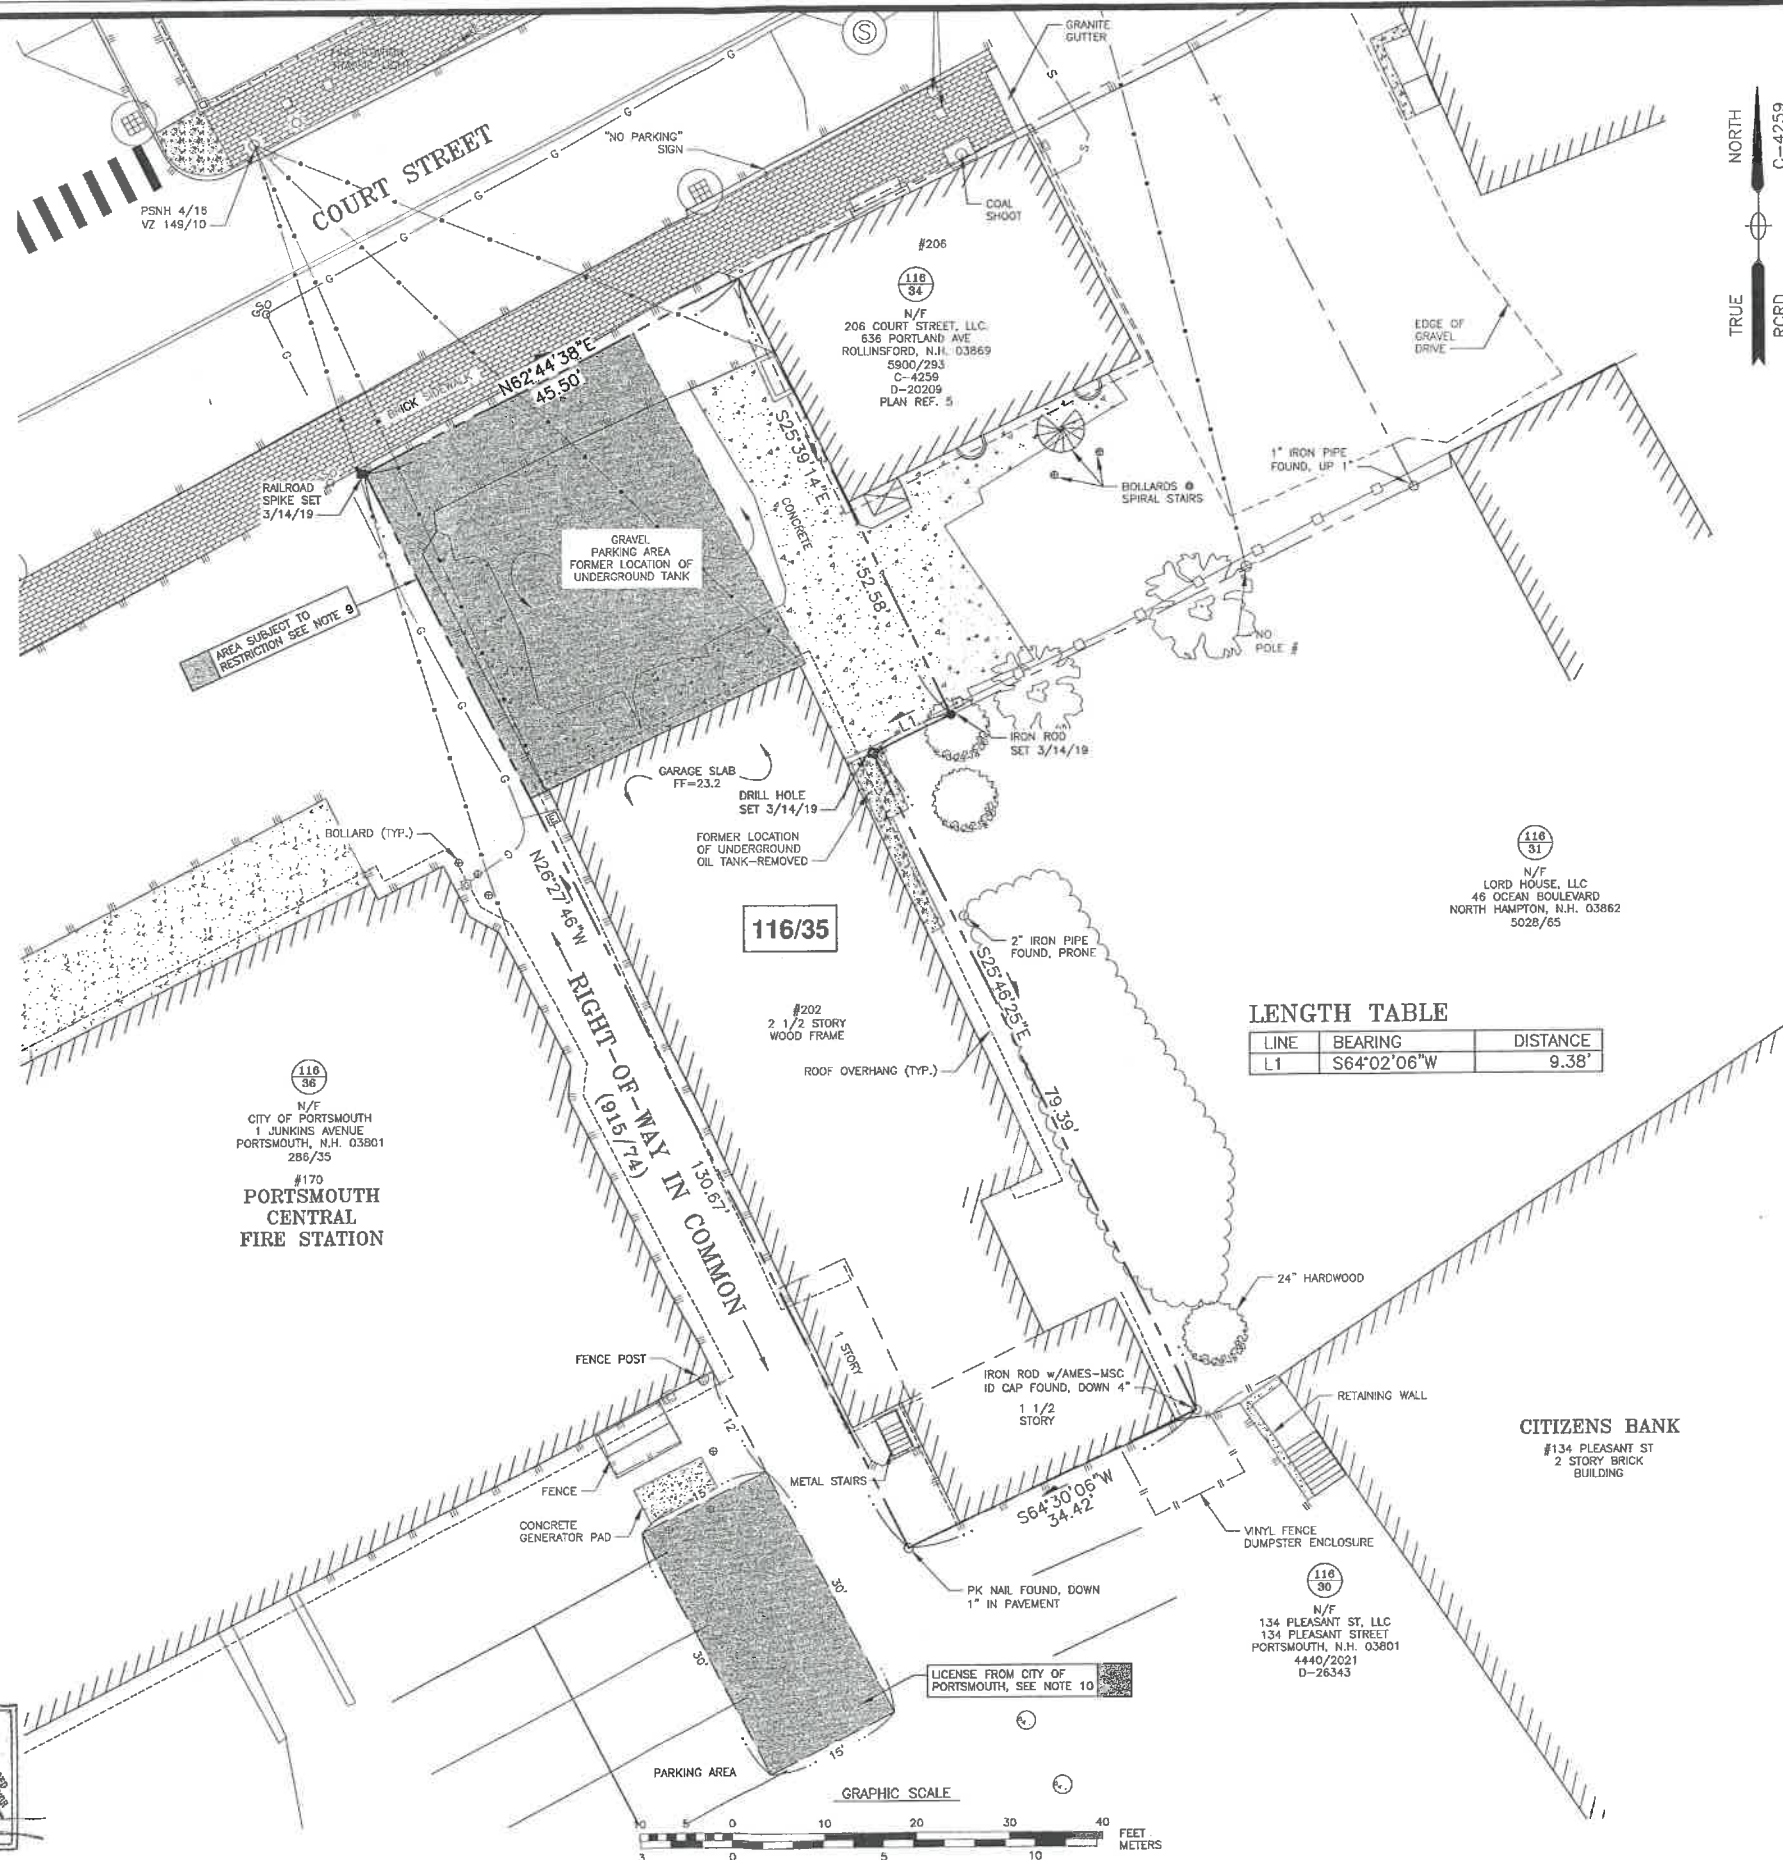 GRANITE
GUTTER
S
"NO PARKING"
SIGN
COURT STREET
PSNH 4/15
VZ 149/10
COAL
SHOOT
NORTH
TRUE
C-4259
RCRD
#206
116
34
N/F
206 COURT STREET, LLC
636 PORTLAND AVE
ROLLINSFORD, N.H. 03869
5900/293
C-4259
D-20209
PLAN REF. 5
EDGE OF
GRAVEL
DRIVE
GSO
BRICK SIDEWALK
N62°44'38"E
45.50'
S25°39'14"E
52.58'
CONCRETE
RAILROAD
SPIKE SET
3/14/19
1" IRON PIPE
FOUND, UP 1"
BOLLARDS @
SPIRAL STAIRS
GRAVEL
PARKING AREA
FORMER LOCATION OF
UNDERGROUND TANK
AREA SUBJECT TO
RESTRICTION SEE NOTE 9
NO
POLE #
L1
IRON ROD
SET 3/14/19
GARAGE SLAB
FF=23.2
DRILL HOLE
SET 3/14/19
FORMER LOCATION
OF UNDERGROUND
OIL TANK-REMOVED
BOLLARD (TYP.)
N26°27'46"W
130.67'
116/35
116
31
N/F
LORD HOUSE, LLC
46 OCEAN BOULEVARD
NORTH HAMPTON, N.H. 03862
5028/65
2" IRON PIPE
FOUND, PRONE
S25°46'25"E
79.39'
#202
2 1/2 STORY
WOOD FRAME
ROOF OVERHANG (TYP.)
LENGTH TABLE
LINE BEARING DISTANCE
L1 S64°02'06"W 9.38'
RIGHT-OF-WAY IN COMMON
(915/74)
116
36
N/F
CITY OF PORTSMOUTH
1 JUNKINS AVENUE
PORTSMOUTH, N.H. 03801
286/35
#170
PORTSMOUTH
CENTRAL
FIRE STATION
24" HARDWOOD
1 STORY
FENCE POST
IRON ROD w/AMES-MSC
ID CAP FOUND, DOWN 4"
1 1/2
STORY
RETAINING WALL
CITIZENS BANK
#134 PLEASANT ST
2 STORY BRICK
BUILDING
12'
METAL STAIRS
FENCE
15'
CONCRETE
GENERATOR PAD
S64°30'06"W
34.42'
VINYL FENCE
DUMPSTER ENCLOSURE
PK NAIL FOUND, DOWN
1" IN PAVEMENT
116
30
N/F
134 PLEASANT ST, LLC
134 PLEASANT STREET
PORTSMOUTH, N.H. 03801
4440/2021
D-26343
30'
30'
LICENSE FROM CITY OF
PORTSMOUTH, SEE NOTE 10
15'
PARKING AREA
GRAPHIC SCALE
10 5 0 10 20 30 40
FEET
METERS
3 0 5 10